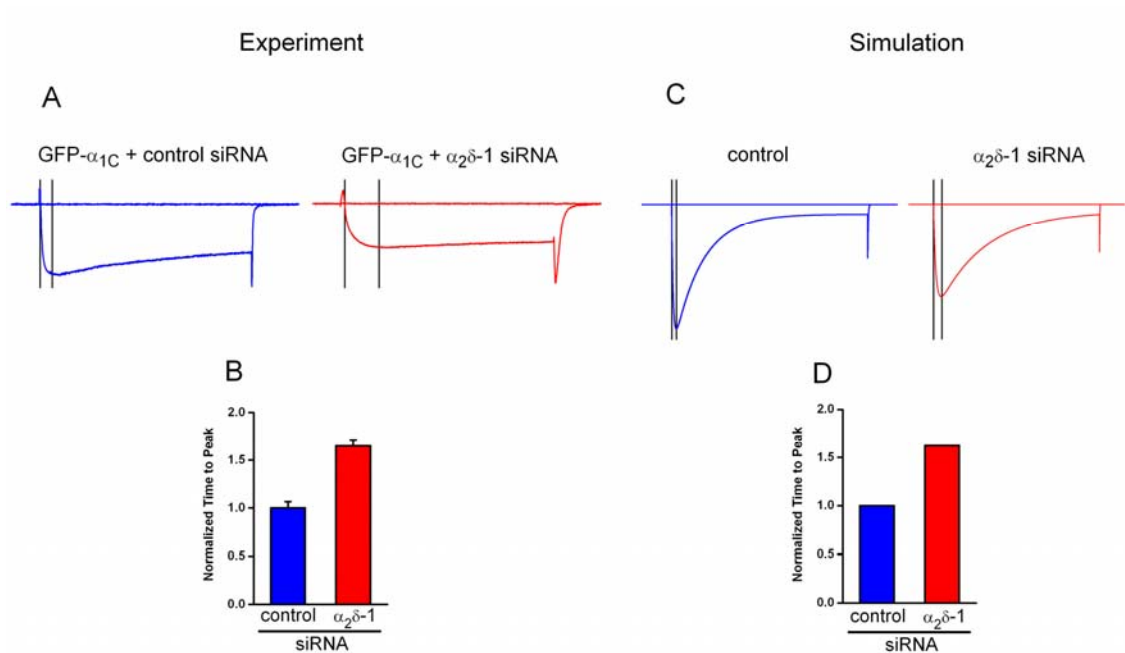 Experiment
Simulation
A
C
GFP-α1C + control siRNA
GFP-α1C + α2δ-1 siRNA
control
α2δ-1 siRNA
B
D
Normalized Time to Peak
2.0
1.5
1.0
0.5
0.0
control
α2δ-1
siRNA
Normalized Time to Peak
2.0
1.5
1.0
0.5
0.0
control
α2δ-1
siRNA